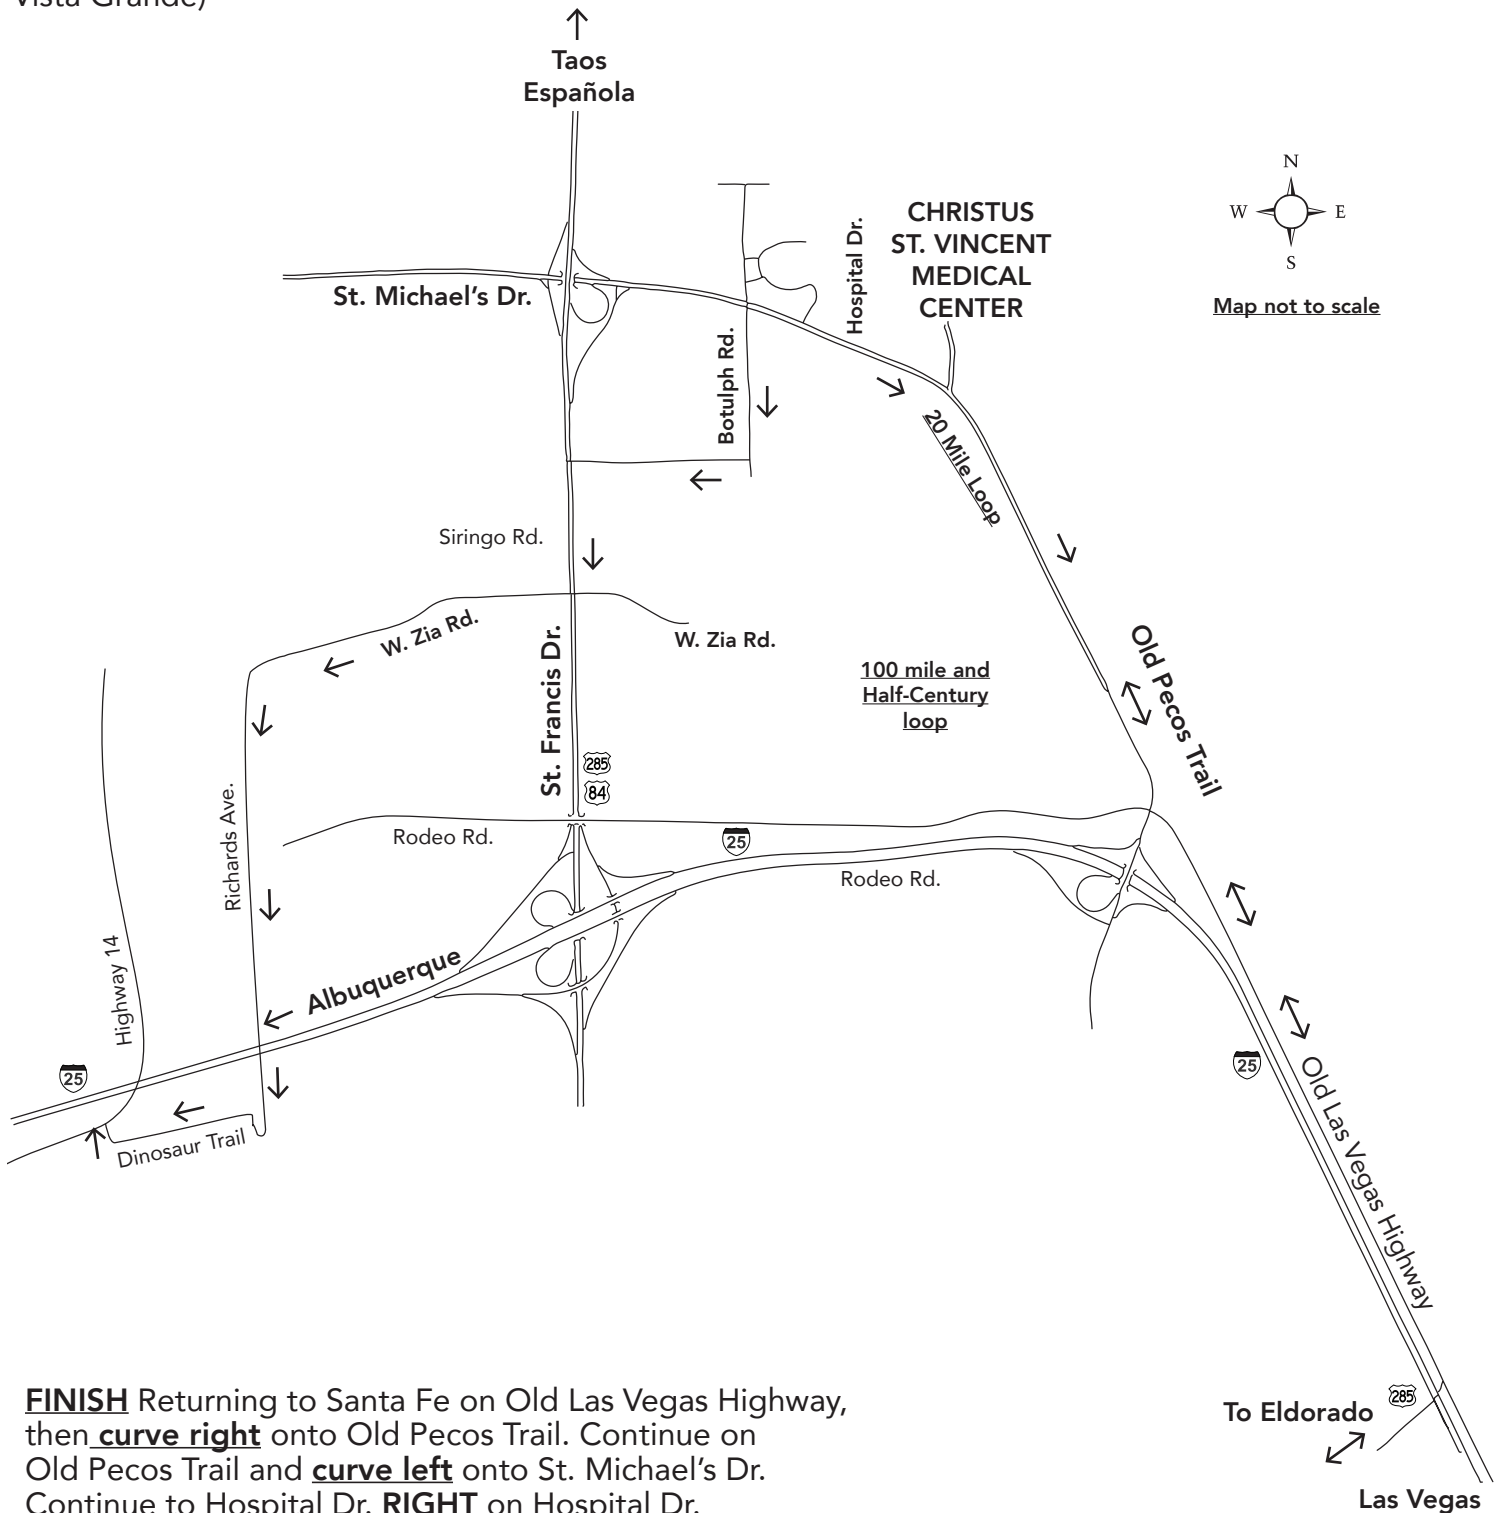 Vista Grande)
Taos
Española
N
W E
S
Map not to scale
CHRISTUS
ST. VINCENT
MEDICAL
CENTER
Hospital Dr.
St. Michael's Dr.
Botulph Rd.
20 Mile Loop
Siringo Rd.
W. Zia Rd.
W. Zia Rd.
St. Francis Dr.
100 mile and
Half-Century
loop
Old Pecos Trail
285
84
Richards Ave.
Rodeo Rd.
25
Rodeo Rd.
Highway 14
Albuquerque
25
25
Old Las Vegas Highway
Dinosaur Trail
FINISH Returning to Santa Fe on Old Las Vegas Highway,
then curve right onto Old Pecos Trail. Continue on
Old Pecos Trail and curve left onto St. Michael's Dr.
Continue to Hospital Dr. RIGHT on Hospital Dr.
285
To Eldorado
Las Vegas